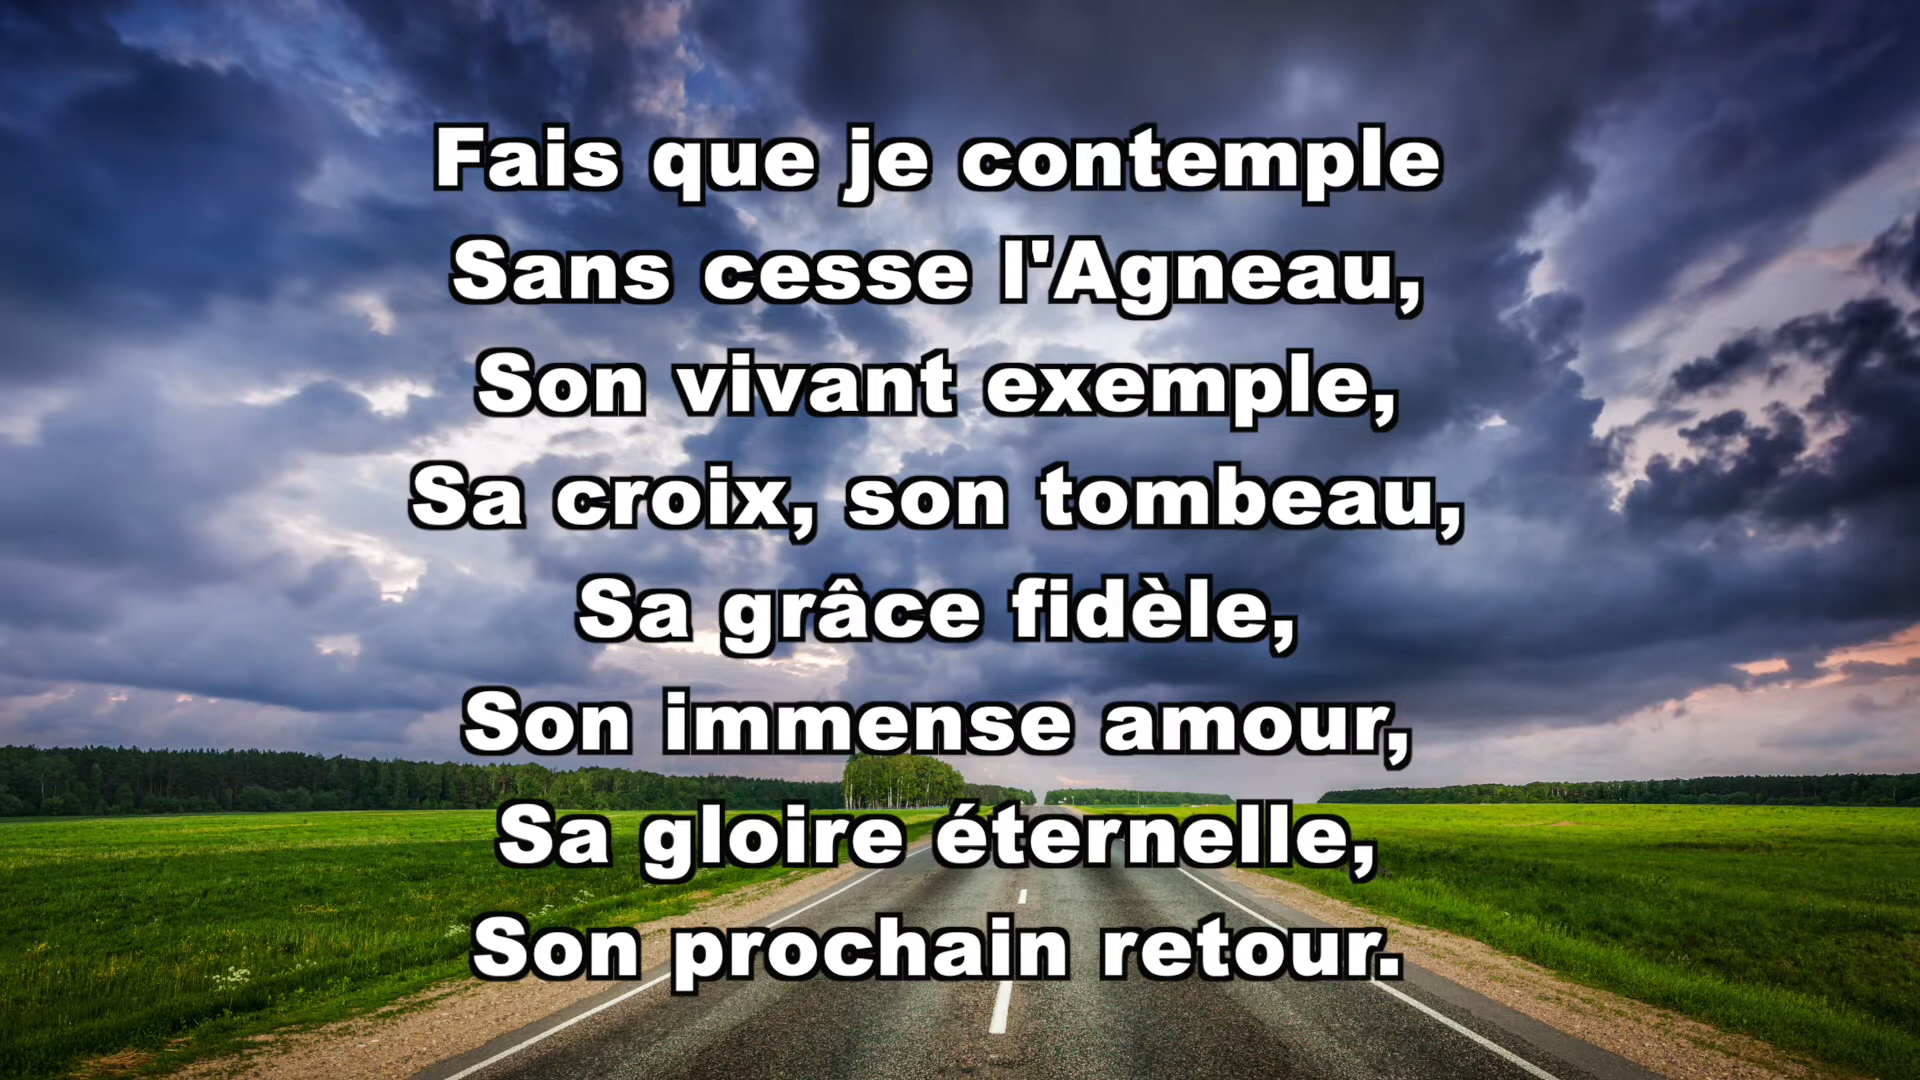 Fais que je contemple
Sans cesse l'Agneau,
Son vivant exemple,
Sa croix, son tombeau,
Sa grâce fidèle,
Son immense amour,
Sa gloire éternelle,
Son prochain retour.